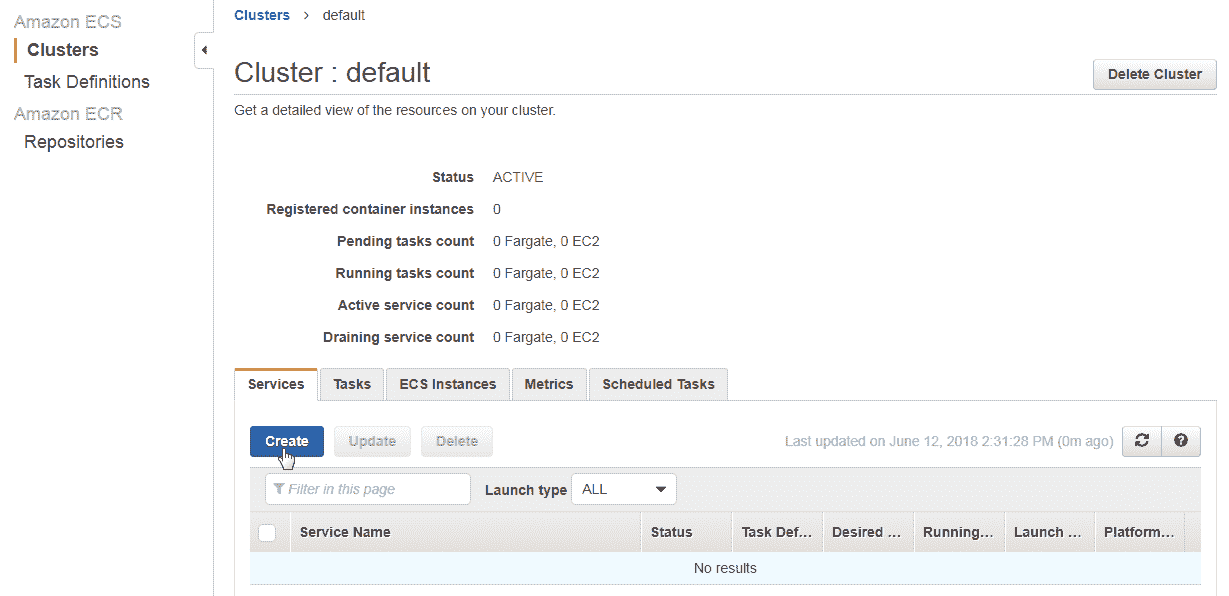 Amazon ECS
Clusters
Task Definitions
Amazon ECR
Repositories
Clusters > default
Cluster : default
Delete Cluster
Get a detailed view of the resources on your cluster.
Status ACTIVE
Registered container instances 0
Pending tasks count 0 Fargate, 0 EC2
Running tasks count 0 Fargate, 0 EC2
Active service count 0 Fargate, 0 EC2
Draining service count 0 Fargate, 0 EC2
Services Tasks ECS Instances Metrics Scheduled Tasks
Create Update Delete Last updated on June 12, 2018 2:31:28 PM (0m ago)
Filter in this page Launch type ALL
Service Name Status Task Def... Desired ... Running... Launch ... Platform...
No results